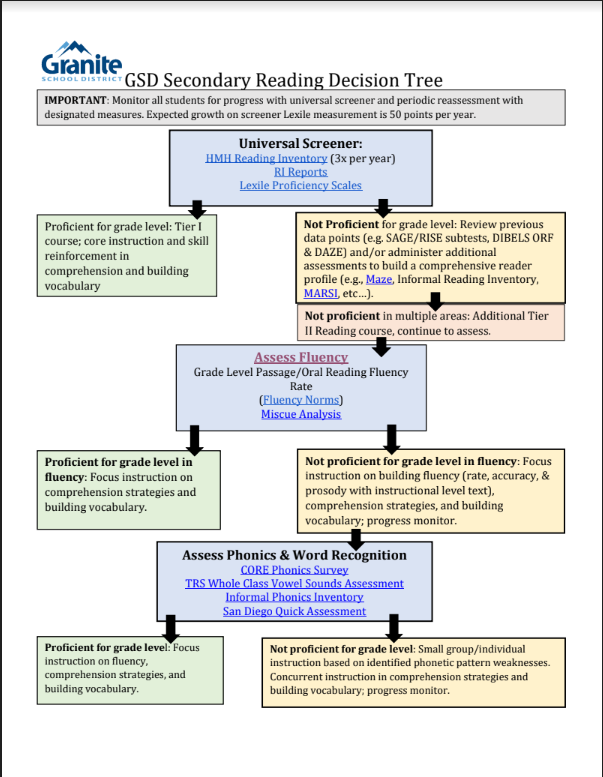 Granite
SCHOOL DISTRICT
GSD Secondary Reading Decision Tree
IMPORTANT: Monitor all students for progress with universal screener and periodic reassessment with
designated measures. Expected growth on screener Lexile measurement is 50 points per year.
Universal Screener:
HMH Reading Inventory (3x per year)
RI Reports
Lexile Proficiency Scales
Proficient for grade level: Tier I
course; core instruction and skill
reinforcement in
comprehension and building
vocabulary
Not Proficient for grade level: Review previous
data points (e.g. SAGE/RISE subtests, DIBELS ORF
& DAZE) and/or administer additional
assessments to build a comprehensive reader
profile (e.g., Maze, Informal Reading Inventory,
MARSI, etc…).
Not proficient in multiple areas: Additional Tier
II Reading course, continue to assess.
Assess Fluency
Grade Level Passage/Oral Reading Fluency
Rate
(Fluency Norms)
Miscue Analysis
Proficient for grade level in
fluency: Focus instruction on
comprehension strategies and
building vocabulary.
Not proficient for grade level in fluency: Focus
instruction on building fluency (rate, accuracy, &
prosody with instructional level text),
comprehension strategies, and building
vocabulary; progress monitor.
Assess Phonics & Word Recognition
CORE Phonics Survey
TRS Whole Class Vowel Sounds Assessment
Informal Phonics Inventory
San Diego Quick Assessment
Proficient for grade level: Focus
instruction on fluency,
comprehension strategies, and
building vocabulary.
Not proficient for grade level: Small group/individual
instruction based on identified phonetic pattern weaknesses.
Concurrent instruction in comprehension strategies and
building vocabulary; progress monitor.